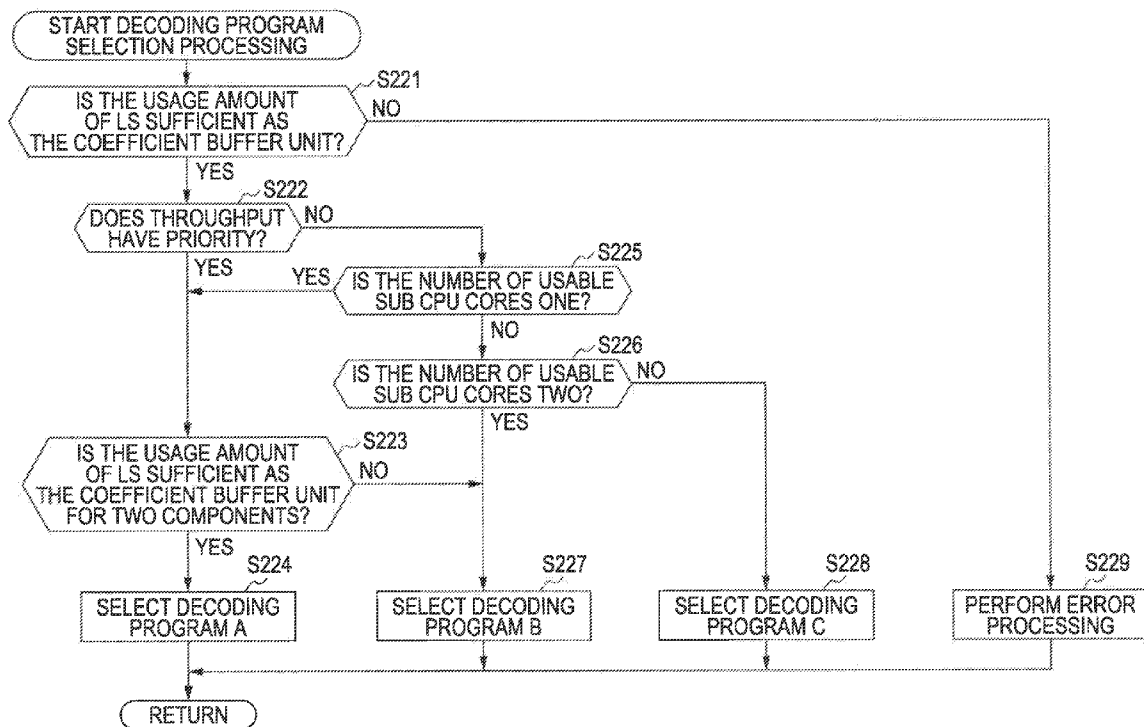 START DECODING PROGRAM
SELECTION PROCESSING
S221
IS THE USAGE AMOUNT
OF LS SUFFICIENT AS
THE COEFFICIENT BUFFER UNIT?
NO
YES
S222
DOES THROUGHPUT
HAVE PRIORITY?
NO
YES
S225
YES
IS THE NUMBER OF USABLE
SUB CPU CORES ONE?
NO
S226
IS THE NUMBER OF USABLE
SUB CPU CORES TWO?
NO
YES
S223
IS THE USAGE AMOUNT
OF LS SUFFICIENT AS
THE COEFFICIENT BUFFER UNIT
FOR TWO COMPONENTS?
NO
YES
S224
SELECT DECODING
PROGRAM A
S227
SELECT DECODING
PROGRAM B
S228
SELECT DECODING
PROGRAM C
S229
PERFORM ERROR
PROCESSING
RETURN